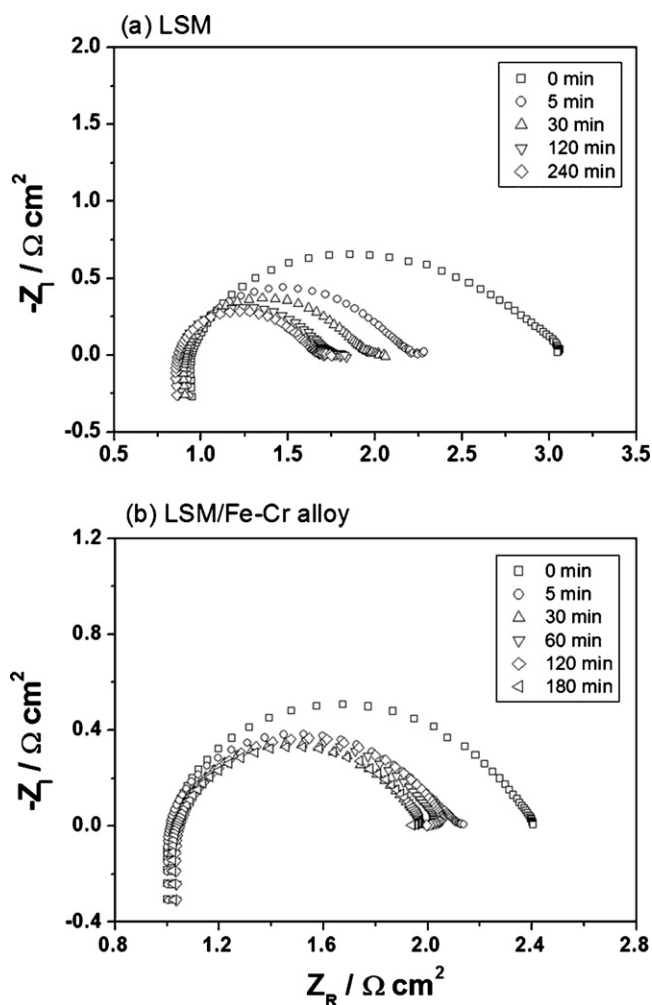 (a) LSM
2.0
1.5
1.0
0.5
0.0
-0.5
-Z_I / Ω cm²
0 min
5 min
30 min
120 min
240 min
0.5 1.0 1.5 2.0 2.5 3.0 3.5
(b) LSM/Fe-Cr alloy
1.2
0.8
0.4
0.0
-0.4
-Z_I / Ω cm²
0 min
5 min
30 min
60 min
120 min
180 min
0.8 1.2 1.6 2.0 2.4 2.8
Z_R / Ω cm²